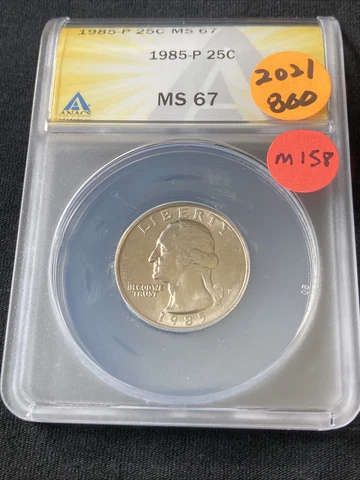 1985-P 25C MS 67
1985-P 25C
MS 67
ANACS
2021
860
M158
LIBERTY
IN GOD WE
TRUST
P
1985